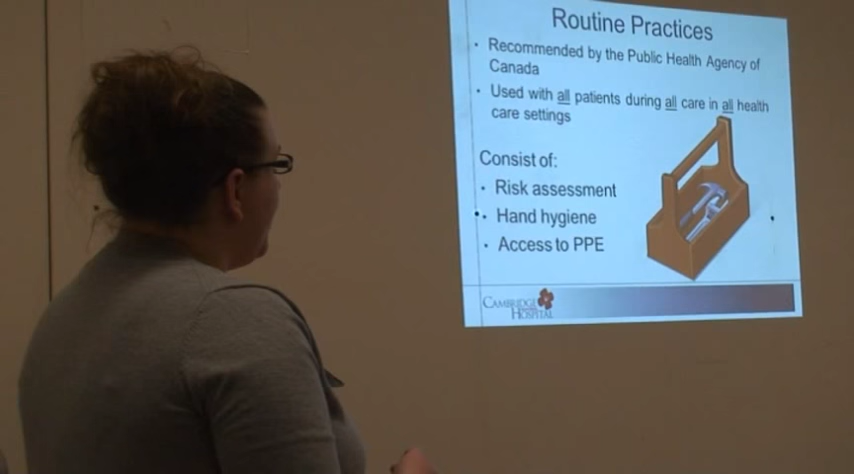 Routine Practices
• Recommended by the Public Health Agency of
Canada
• Used with all patients during all care in all health
care settings
Consist of:
• Risk assessment
• Hand hygiene
• Access to PPE
CAMBRIDGE
HOSPITAL